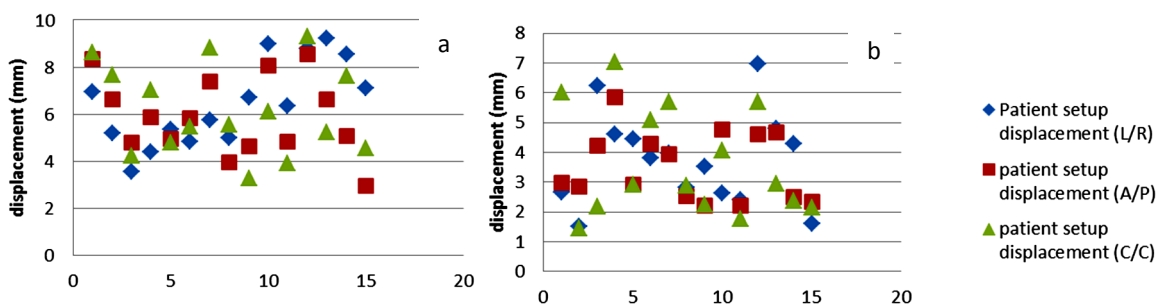 10
8
6
4
2
0
displacement (mm)
0 5 10 15 20
a
8
7
6
5
4
3
2
1
0
displacement (mm)
0 5 10 15 20
b
Patient setup
displacement (L/R)
patient setup
displacement (A/P)
patient setup
displacement (C/C)